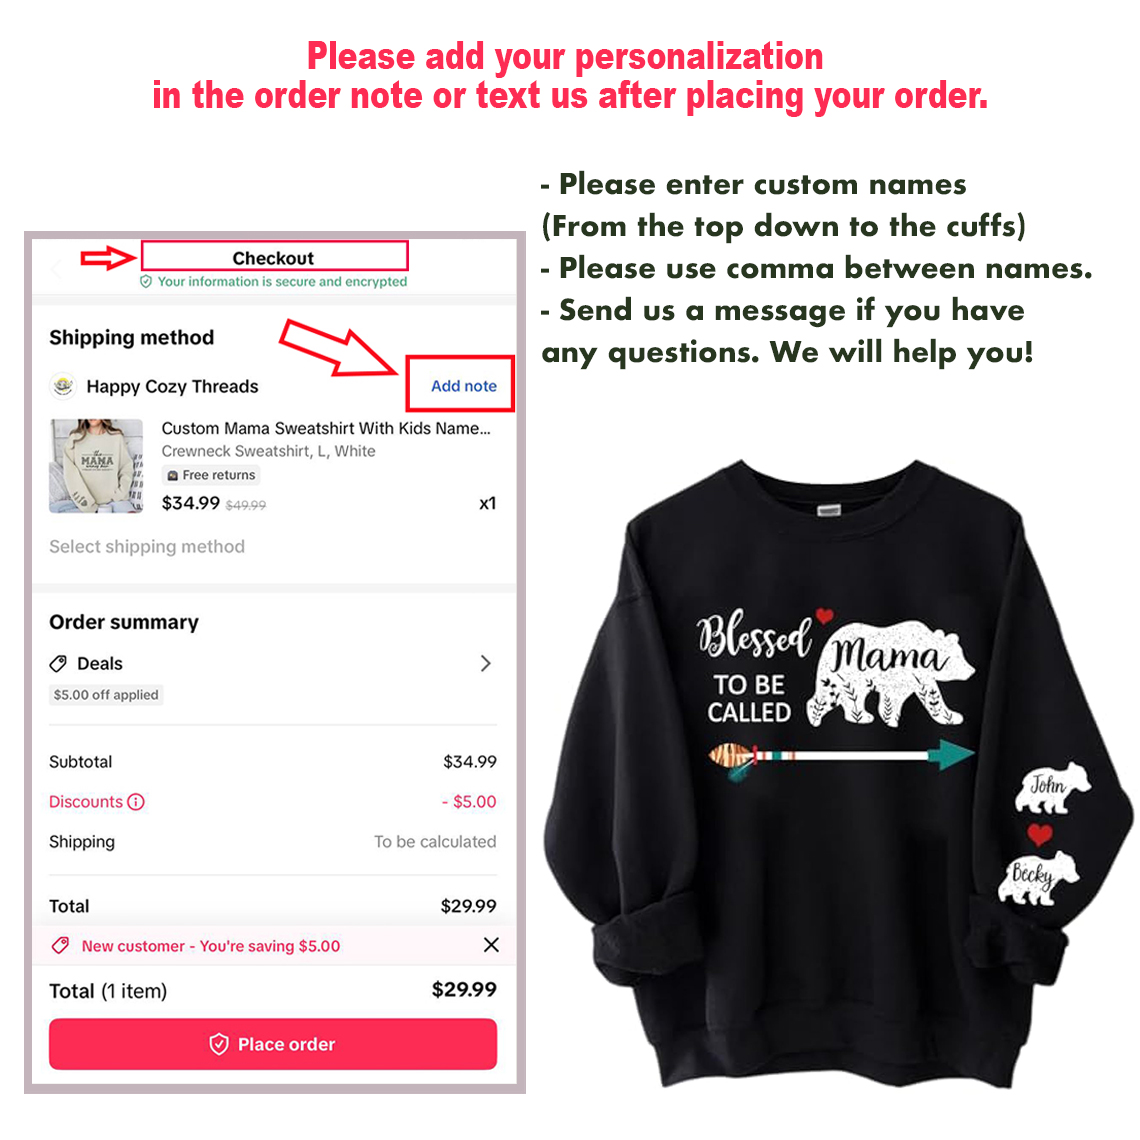 Please add your personalization
in the order note or text us after placing your order.
- Please enter custom names
(From the top down to the cuffs)
- Please use comma between names.
- Send us a message if you have
any questions. We will help you!
Checkout
Your information is secure and encrypted
Shipping method
Happy Cozy Threads
Add note
Custom Mama Sweatshirt With Kids Name...
Crewneck Sweatshirt, L, White
Free returns
$34.99 $49.99
x1
Select shipping method
Order summary
Deals
$5.00 off applied
Subtotal
$34.99
Discounts
- $5.00
Shipping
To be calculated
Total
$29.99
New customer - You're saving $5.00
Total (1 item)
$29.99
Place order
Blessed
TO BE
CALLED
Mama
John
Becky